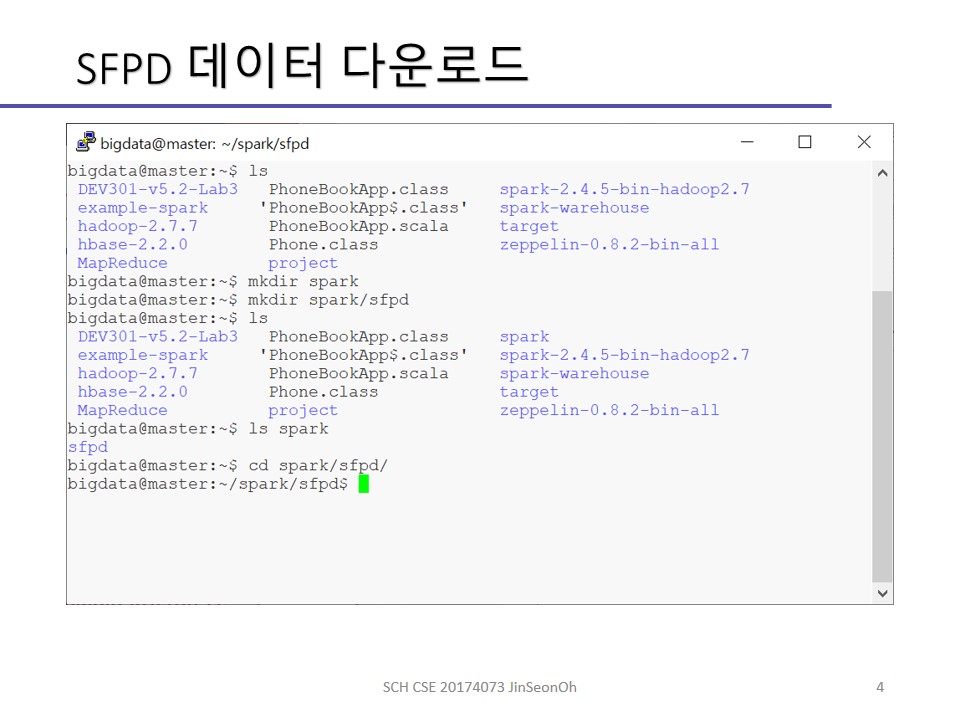 SFPD 데이터 다운로드
bigdata@master: ~/spark/sfpd
bigdata@master:~$ ls
DEV301-v5.2-Lab3 PhoneBookApp.class spark-2.4.5-bin-hadoop2.7
example-spark 'PhoneBookApp$.class' spark-warehouse
hadoop-2.7.7 PhoneBookApp.scala target
hbase-2.2.0 Phone.class zeppelin-0.8.2-bin-all
MapReduce project
bigdata@master:~$ mkdir spark
bigdata@master:~$ mkdir spark/sfpd
bigdata@master:~$ ls
DEV301-v5.2-Lab3 PhoneBookApp.class spark
example-spark 'PhoneBookApp$.class' spark-2.4.5-bin-hadoop2.7
hadoop-2.7.7 PhoneBookApp.scala spark-warehouse
hbase-2.2.0 Phone.class target
MapReduce project zeppelin-0.8.2-bin-all
bigdata@master:~$ ls spark
sfpd
bigdata@master:~$ cd spark/sfpd/
bigdata@master:~/spark/sfpd$
SCH CSE 20174073 JinSeonOh
4